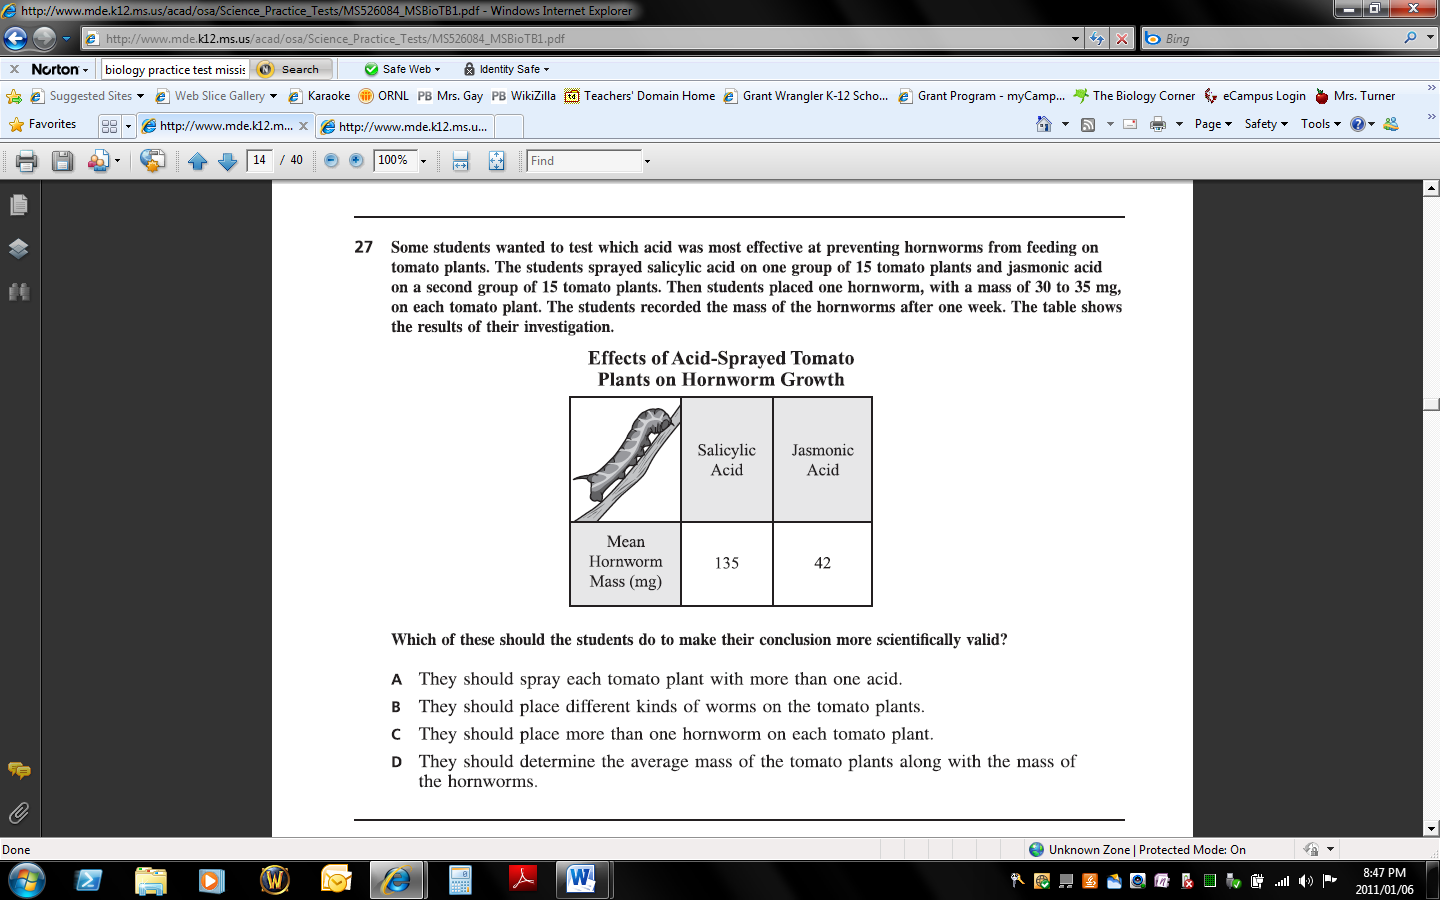 http://www.mde.k12.ms.us/acad/osa/Science_Practice_Tests/MS526084_MSBioTB1.pdf - Windows Internet Explorer
http://www.mde.k12.ms.us/acad/osa/Science_Practice_Tests/MS526084_MSBioTB1.pdf
Bing
x Norton biology practice test missis Search Safe Web Identity Safe
Suggested Sites Web Slice Gallery Karaoke ORNL PB Mrs. Gay PB WikiZilla td Teachers' Domain Home Grant Wrangler K-12 Scho... Grant Program - myCamp... The Biology Corner eCampus Login Mrs. Turner
Favorites http://www.mde.k12.m... x http://www.mde.k12.ms.u... Page Safety Tools
14 / 40 100% Find
27 Some students wanted to test which acid was most effective at preventing hornworms from feeding on
tomato plants. The students sprayed salicylic acid on one group of 15 tomato plants and jasmonic acid
on a second group of 15 tomato plants. Then students placed one hornworm, with a mass of 30 to 35 mg,
on each tomato plant. The students recorded the mass of the hornworms after one week. The table shows
the results of their investigation.
Effects of Acid-Sprayed Tomato
Plants on Hornworm Growth
Salicylic Jasmonic
Acid Acid
Mean
Hornworm 135 42
Mass (mg)
Which of these should the students do to make their conclusion more scientifically valid?
A They should spray each tomato plant with more than one acid.
B They should place different kinds of worms on the tomato plants.
C They should place more than one hornworm on each tomato plant.
D They should determine the average mass of the tomato plants along with the mass of
the hornworms.
Done Unknown Zone | Protected Mode: On
8:47 PM
2011/01/06